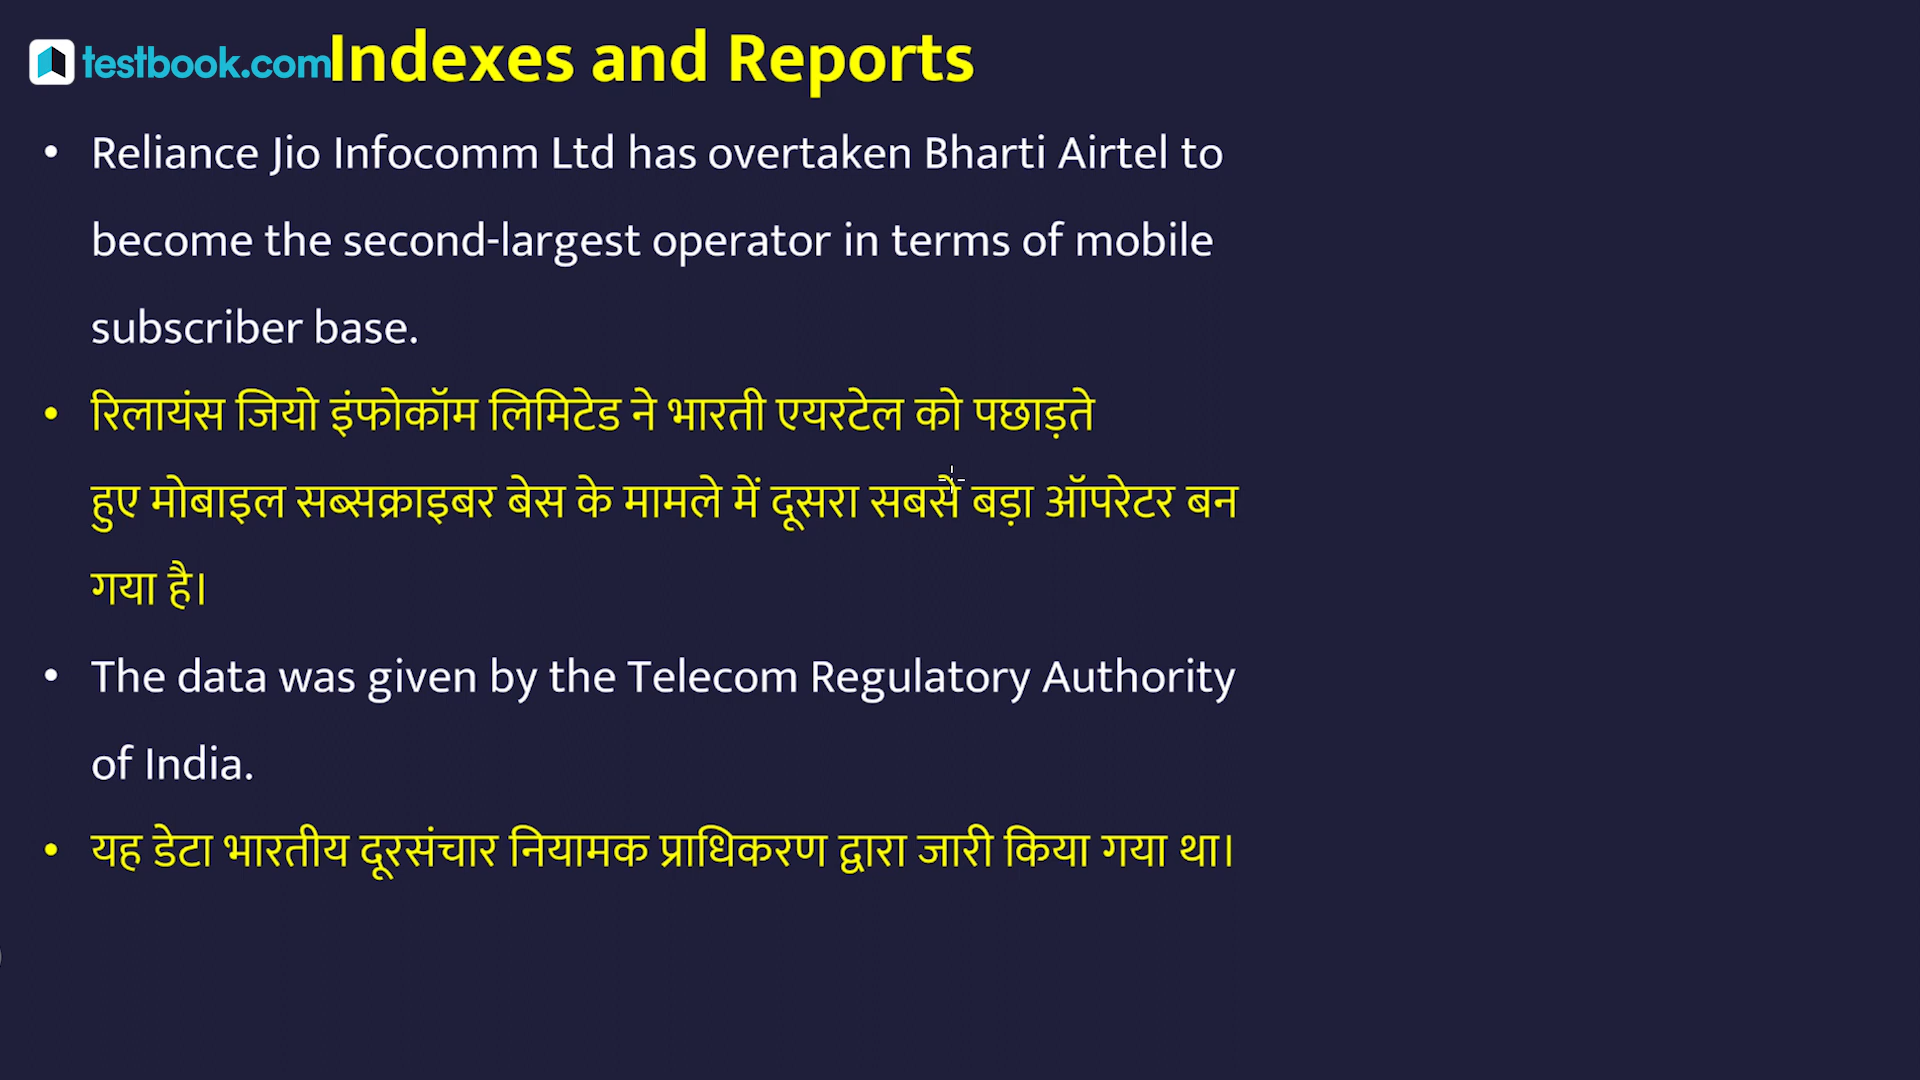 testbook.com Indexes and Reports
• Reliance Jio Infocomm Ltd has overtaken Bharti Airtel to
become the second-largest operator in terms of mobile
subscriber base.
• रिलायंस जियो इंफोकॉम लिमिटेड ने भारती एयरटेल को पछाड़ते
हुए मोबाइल सब्सक्राइबर बेस के मामले में दूसरा सबसे बड़ा ऑपरेटर बन
गया है।
• The data was given by the Telecom Regulatory Authority
of India.
• यह डेटा भारतीय दूरसंचार नियामक प्राधिकरण द्वारा जारी किया गया था।